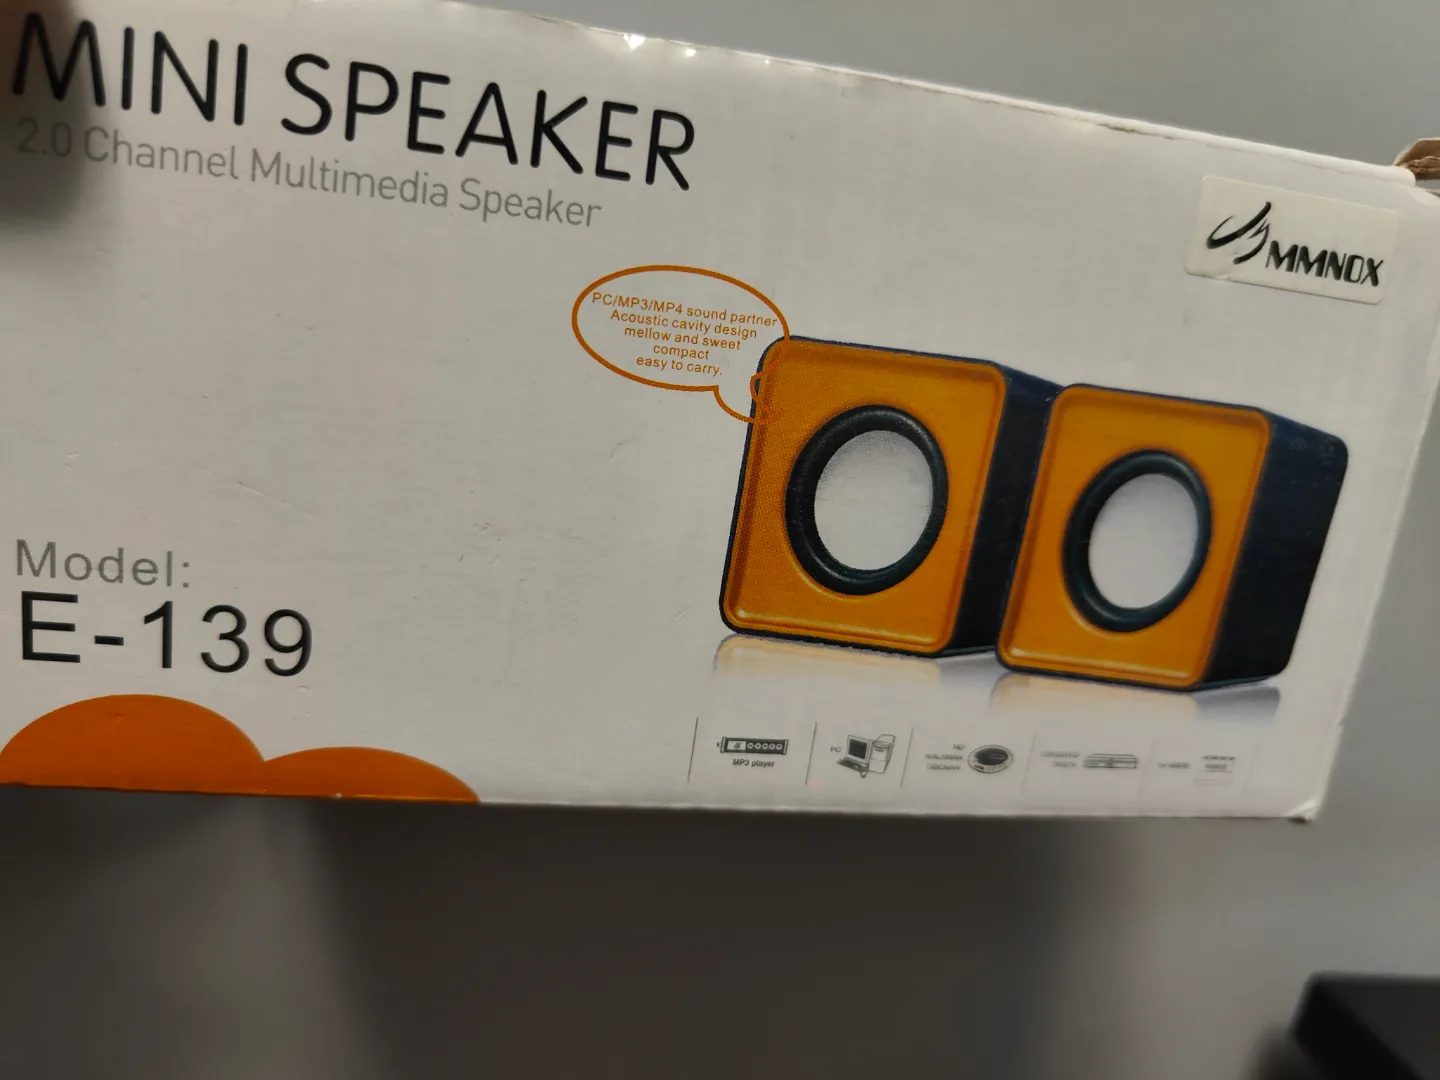 MINI SPEAKER
2.0 Channel Multimedia Speaker
MMNOX
PC/MP3/MP4 sound partner
Acoustic cavity design
mellow and sweet
compact
easy to carry.
Model:
E-139
MP3 player
PC